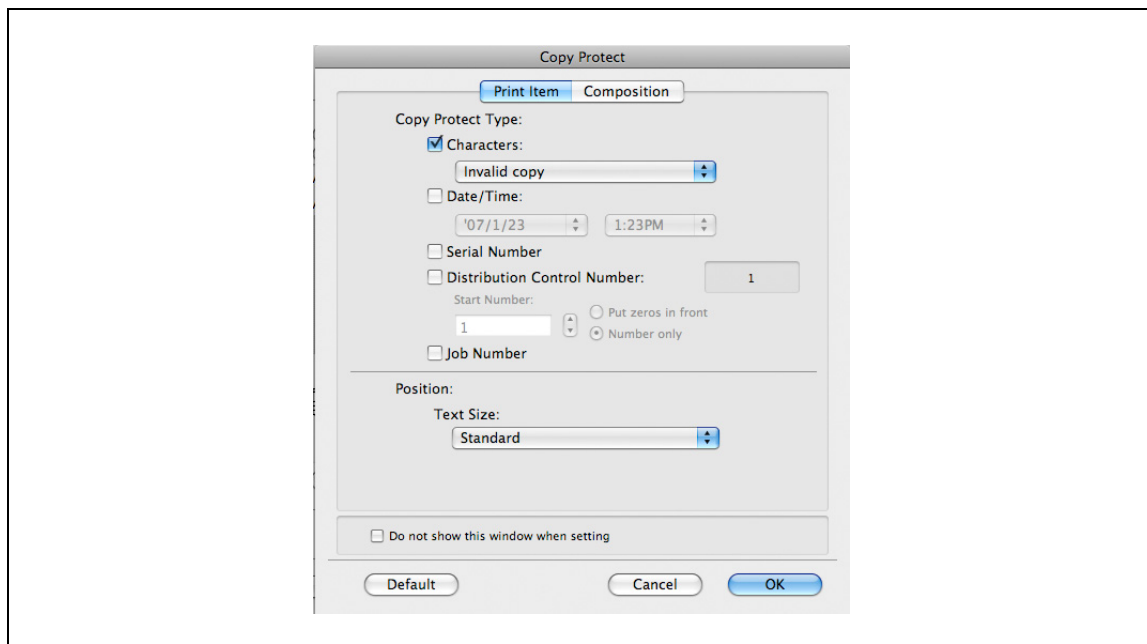 Copy Protect
Print Item Composition
Copy Protect Type:
Characters:
Invalid copy
Date/Time:
'07/1/23 1:23PM
Serial Number
Distribution Control Number: 1
Start Number:
Put zeros in front
1
Number only
Job Number
Position:
Text Size:
Standard
Do not show this window when setting
Default Cancel OK